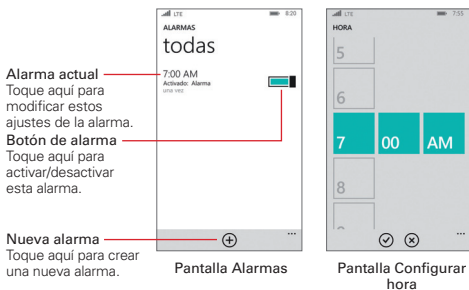 Alarma actual
Toque aquí para
modificar estos
ajustes de la alarma.
Botón de alarma
Toque aquí para
activar/desactivar
esta alarma.
Nueva alarma
Toque aquí para crear
una nueva alarma.
LTE
8:20
ALARMAS
todas
7:00 AM
Activado: Alarma
una vez
Pantalla Alarmas
LTE
7:55
HORA
5
6
7 00 AM
8
Pantalla Configurar
hora